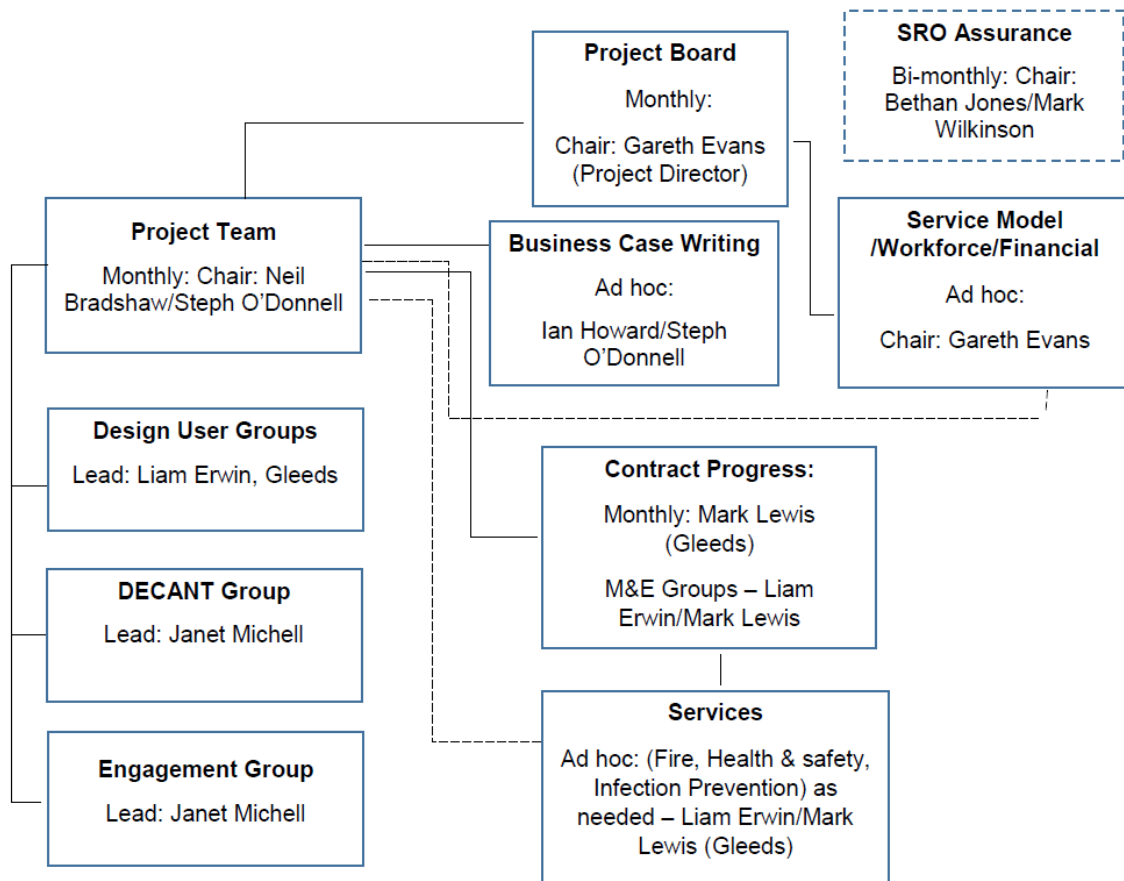 Project Board
Monthly:
Chair: Gareth Evans
(Project Director)
SRO Assurance
Bi-monthly: Chair:
Bethan Jones/Mark
Wilkinson
Project Team
Monthly: Chair: Neil
Bradshaw/Steph O’Donnell
Business Case Writing
Ad hoc:
Ian Howard/Steph
O’Donnell
Service Model
/Workforce/Financial
Ad hoc:
Chair: Gareth Evans
Design User Groups
Lead: Liam Erwin, Gleeds
Contract Progress:
Monthly: Mark Lewis
(Gleeds)
M&E Groups – Liam
Erwin/Mark Lewis
DECANT Group
Lead: Janet Michell
Services
Ad hoc: (Fire, Health & safety,
Infection Prevention) as
needed – Liam Erwin/Mark
Lewis (Gleeds)
Engagement Group
Lead: Janet Michell